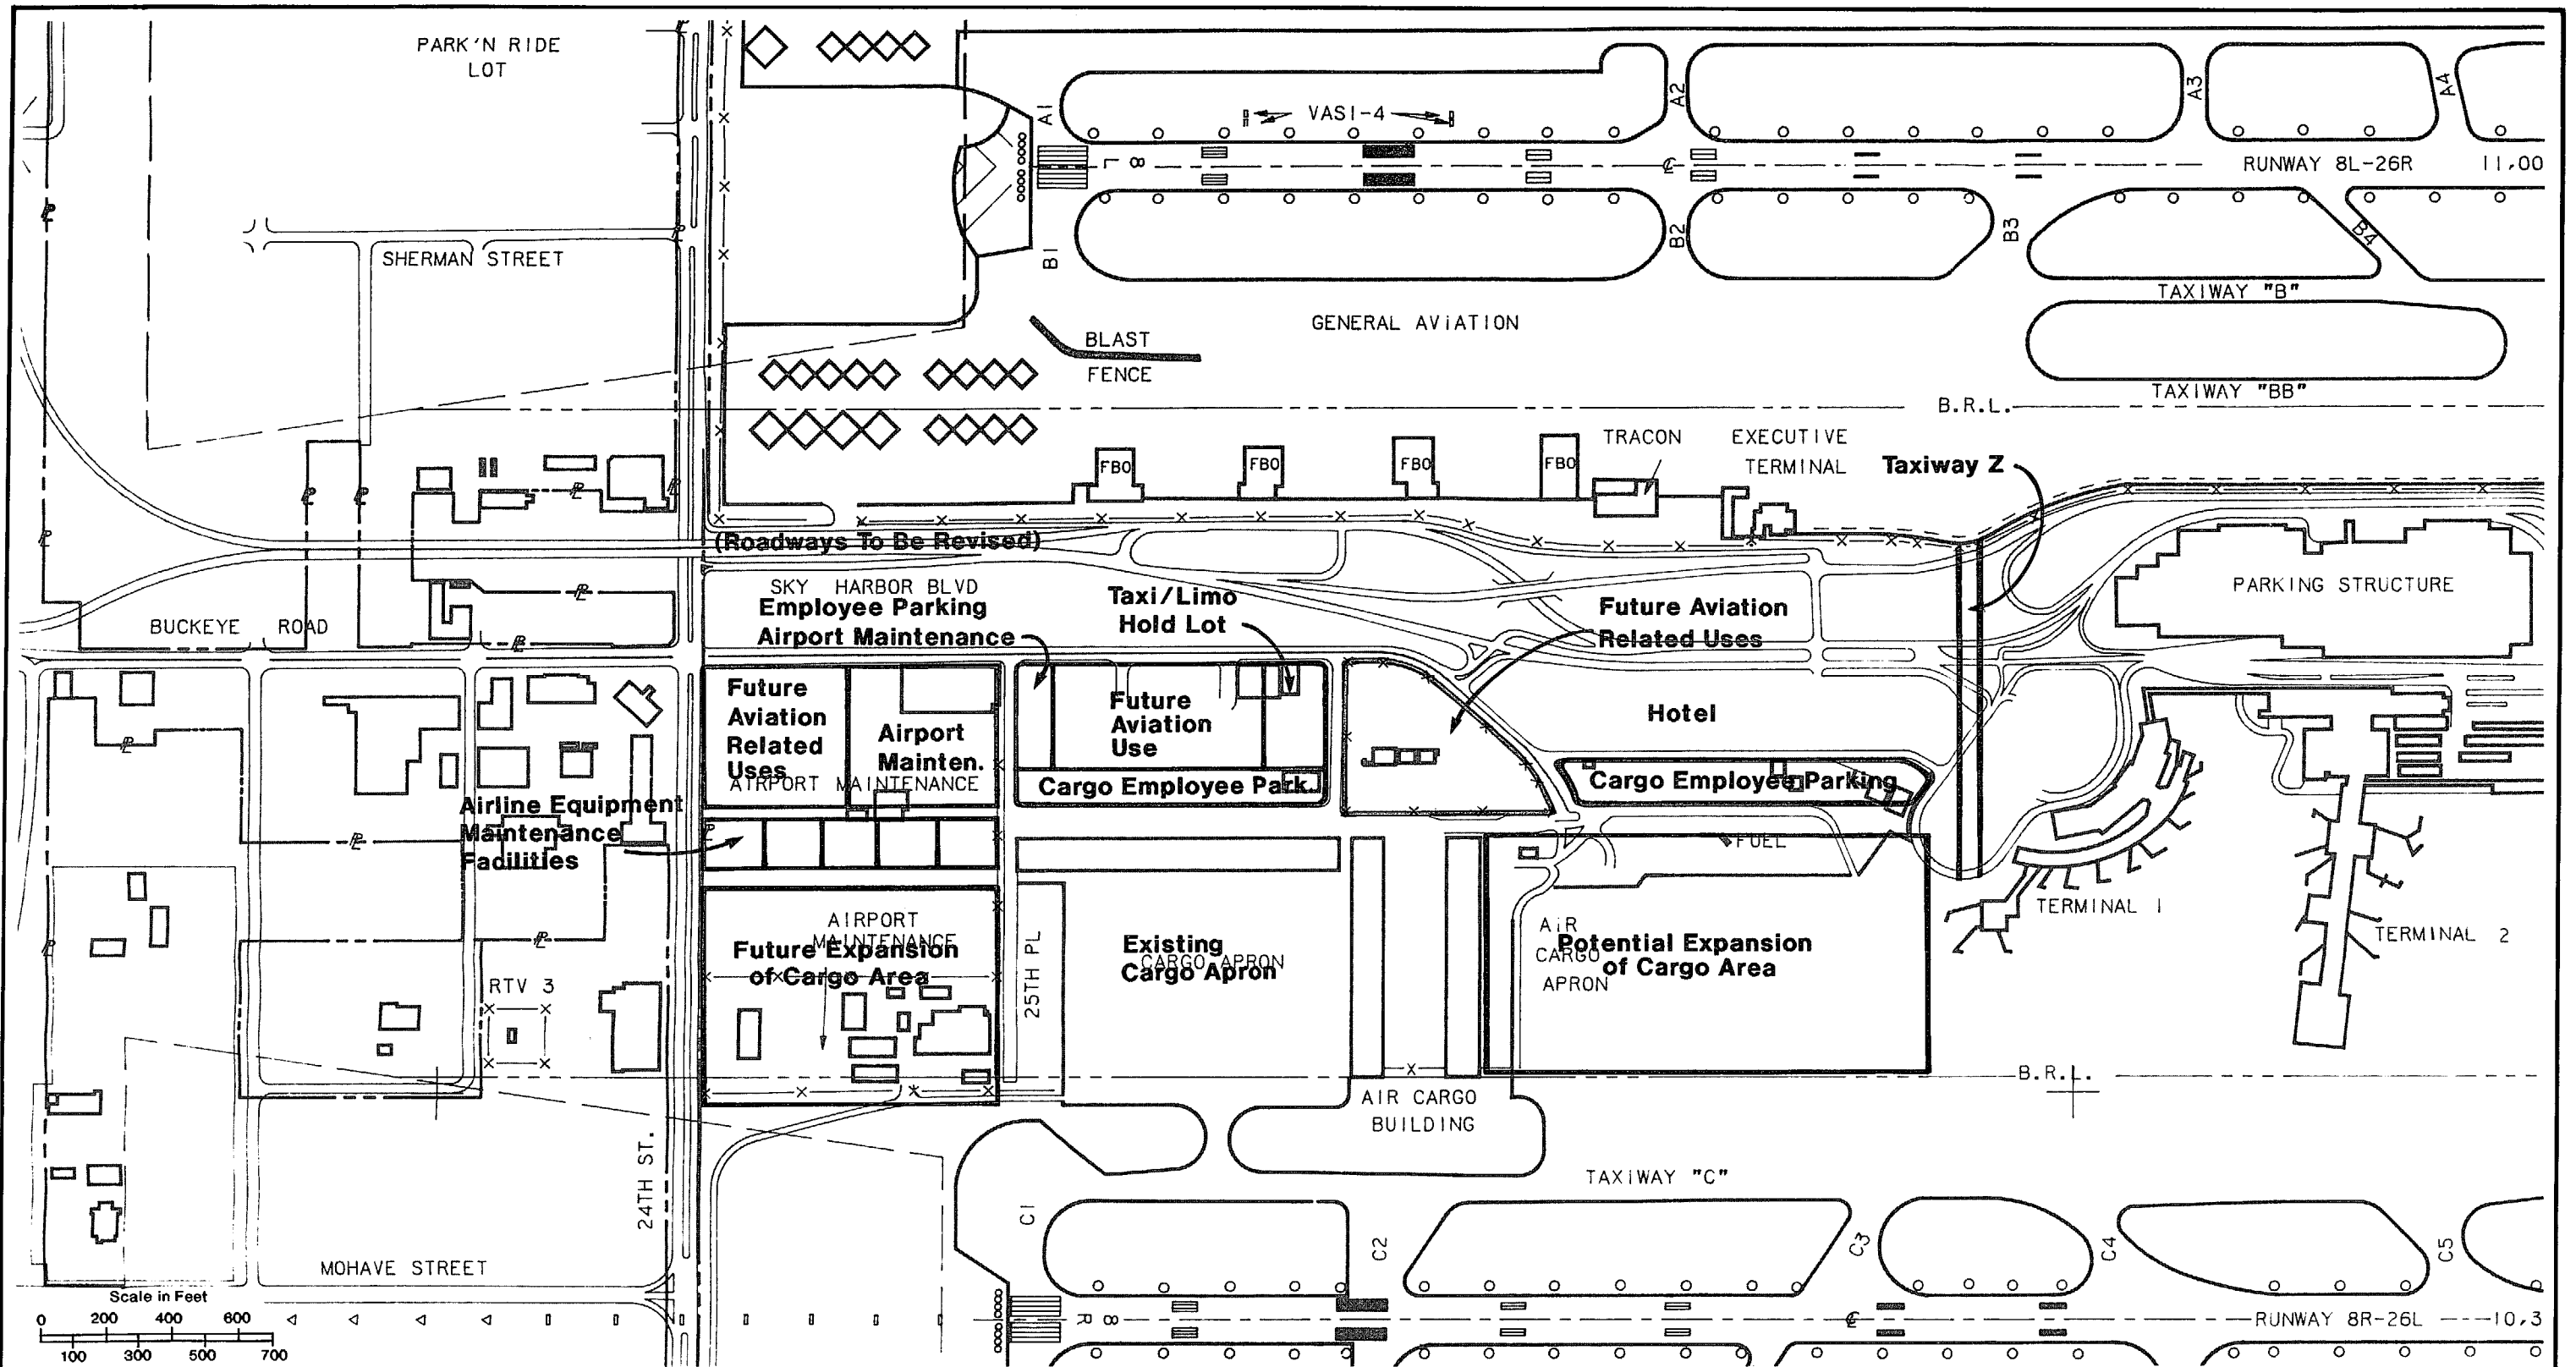 PARK'N RIDE
LOT
A1
VASI-4
A2
A3
A4
L 8
RUNWAY 8L-26R
11,00
SHERMAN STREET
B1
B2
B3
B4
TAXIWAY "B"
GENERAL AVIATION
BLAST
FENCE
TAXIWAY "BB"
B.R.L.
FBO
FBO
FBO
FBO
TRACON
EXECUTIVE
TERMINAL
Taxiway Z
(Roadways To Be Revised)
SKY HARBOR BLVD
PARKING STRUCTURE
BUCKEYE ROAD
Employee Parking
Airport Maintenance
Taxi/Limo
Hold Lot
Future Aviation
Related Uses
Future
Aviation
Related
Uses
Airport
Mainten.
AIRPORT MAINTENANCE
Future
Aviation
Use
Hotel
Cargo Employee Park.
Cargo Employee Parking
Airline Equipment
Maintenance
Facilities
FUEL
TERMINAL 1
TERMINAL 2
AIRPORT
MAINTENANCE
Future Expansion
of Cargo Area
25TH PL
Existing
Cargo Apron
CARGO APRON
AIR
CARGO
APRON
Potential Expansion
of Cargo Area
RTV 3
B.R.L.
AIR CARGO
BUILDING
24TH ST.
TAXIWAY "C"
C1
C2
C3
C4
C5
MOHAVE STREET
Scale in Feet
0 200 400 600
100 300 500 700
R 8
RUNWAY 8R-26L
10,3